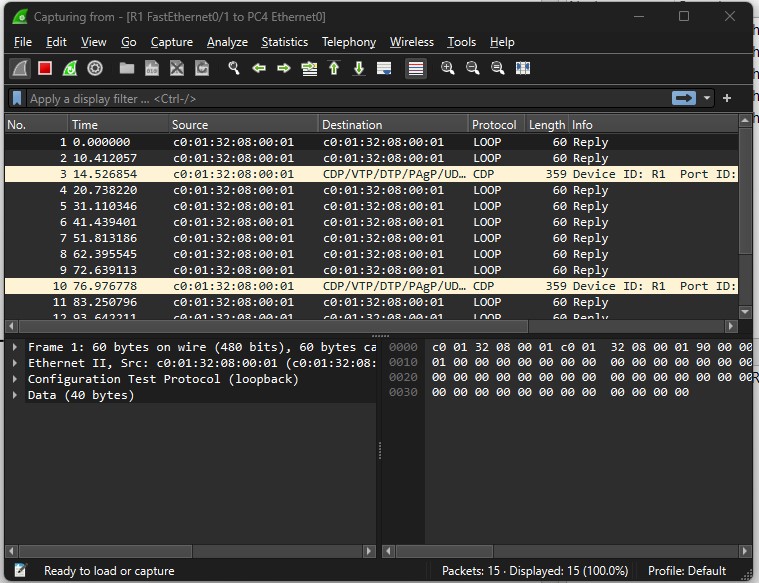 Capturing from - [R1 FastEthernet0/1 to PC4 Ethernet0]
File Edit View Go Capture Analyze Statistics Telephony Wireless Tools Help
Apply a display filter ... <Ctrl-/>
No. Time Source Destination Protocol Length Info
1 0.000000 c0:01:32:08:00:01 c0:01:32:08:00:01 LOOP 60 Reply
2 10.412057 c0:01:32:08:00:01 c0:01:32:08:00:01 LOOP 60 Reply
3 14.526854 c0:01:32:08:00:01 CDP/VTP/DTP/PAgP/UD… CDP 359 Device ID: R1 Port ID:
4 20.738220 c0:01:32:08:00:01 c0:01:32:08:00:01 LOOP 60 Reply
5 31.110346 c0:01:32:08:00:01 c0:01:32:08:00:01 LOOP 60 Reply
6 41.439401 c0:01:32:08:00:01 c0:01:32:08:00:01 LOOP 60 Reply
7 51.813186 c0:01:32:08:00:01 c0:01:32:08:00:01 LOOP 60 Reply
8 62.395545 c0:01:32:08:00:01 c0:01:32:08:00:01 LOOP 60 Reply
9 72.639113 c0:01:32:08:00:01 c0:01:32:08:00:01 LOOP 60 Reply
10 76.976778 c0:01:32:08:00:01 CDP/VTP/DTP/PAgP/UD… CDP 359 Device ID: R1 Port ID:
11 83.250796 c0:01:32:08:00:01 c0:01:32:08:00:01 LOOP 60 Reply
12 93.642211 c0:01:32:08:00:01 c0:01:32:08:00:01 LOOP 60 Reply
Frame 1: 60 bytes on wire (480 bits), 60 bytes ca
Ethernet II, Src: c0:01:32:08:00:01 (c0:01:32:08:
Configuration Test Protocol (loopback)
Data (40 bytes)
0000 c0 01 32 08 00 01 c0 01 32 08 00 01 90 00 00
0010 01 00 00 00 00 00 00 00 00 00 00 00 00 00 00
0020 00 00 00 00 00 00 00 00 00 00 00 00 00 00 00
0030 00 00 00 00 00 00 00 00 00 00 00 00
Ready to load or capture
Packets: 15 · Displayed: 15 (100.0%)
Profile: Default